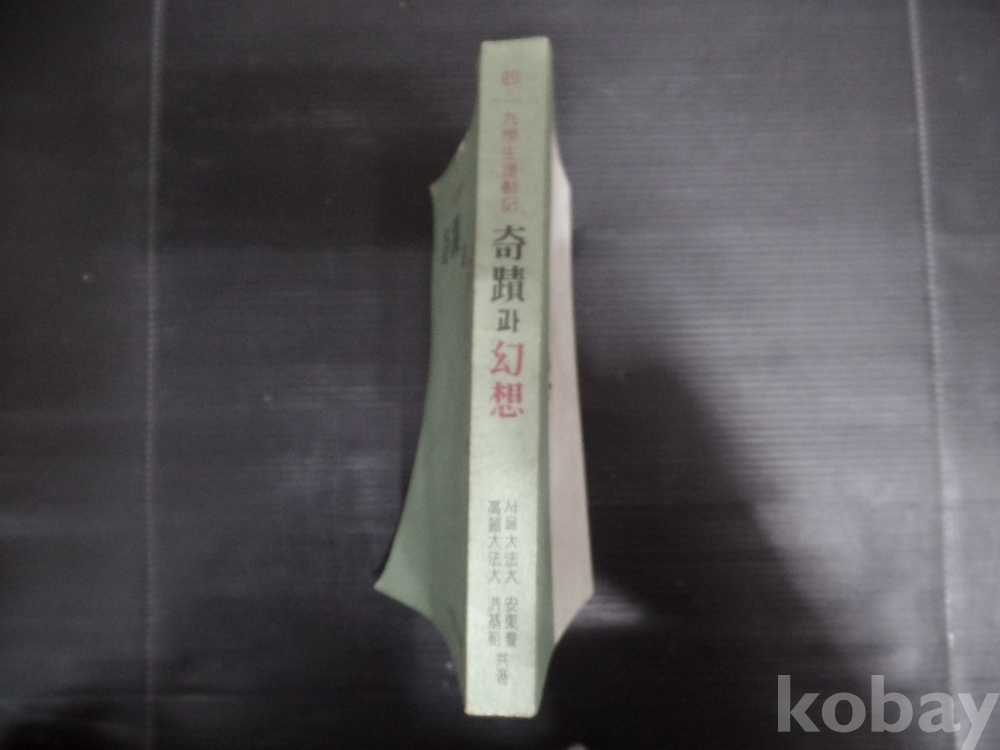 四·一九學生運動記
奇蹟과 幻想
서울大法大 安東壹
高麗大法大 洪基範
共著
kobay